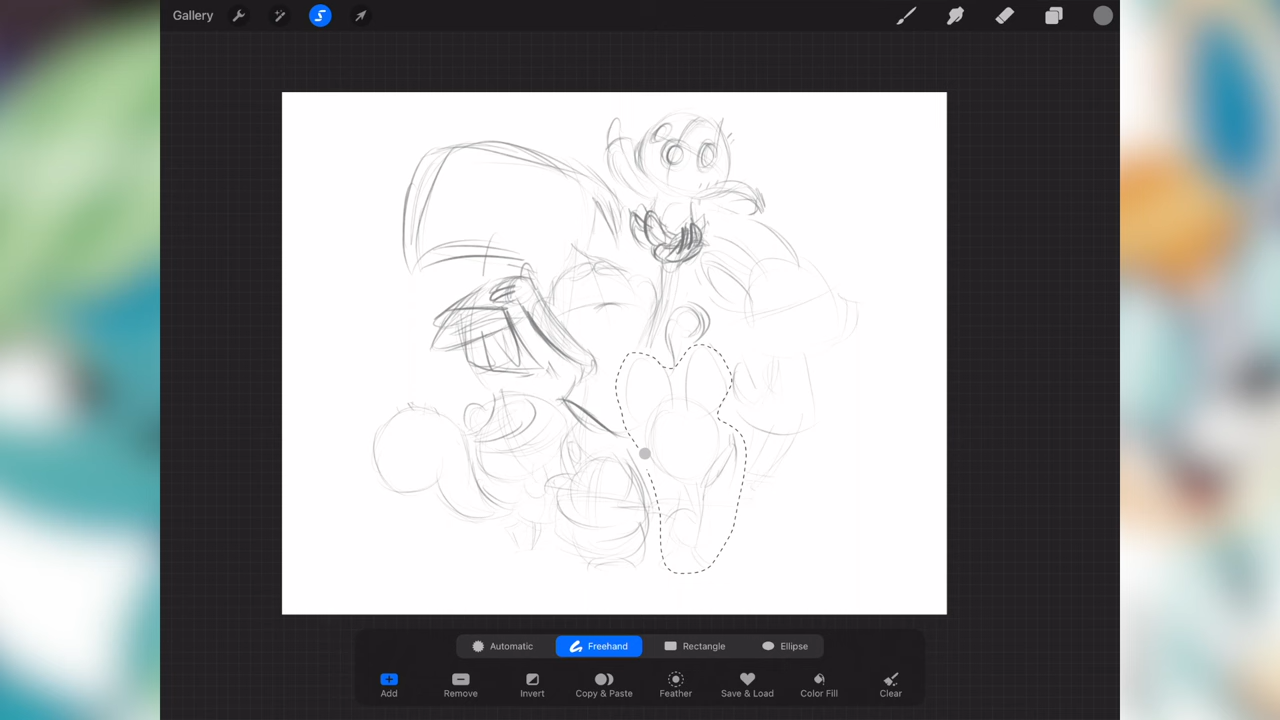 Gallery
Automatic Freehand Rectangle Ellipse
Add Remove Invert Copy & Paste Feather Save & Load Color Fill Clear